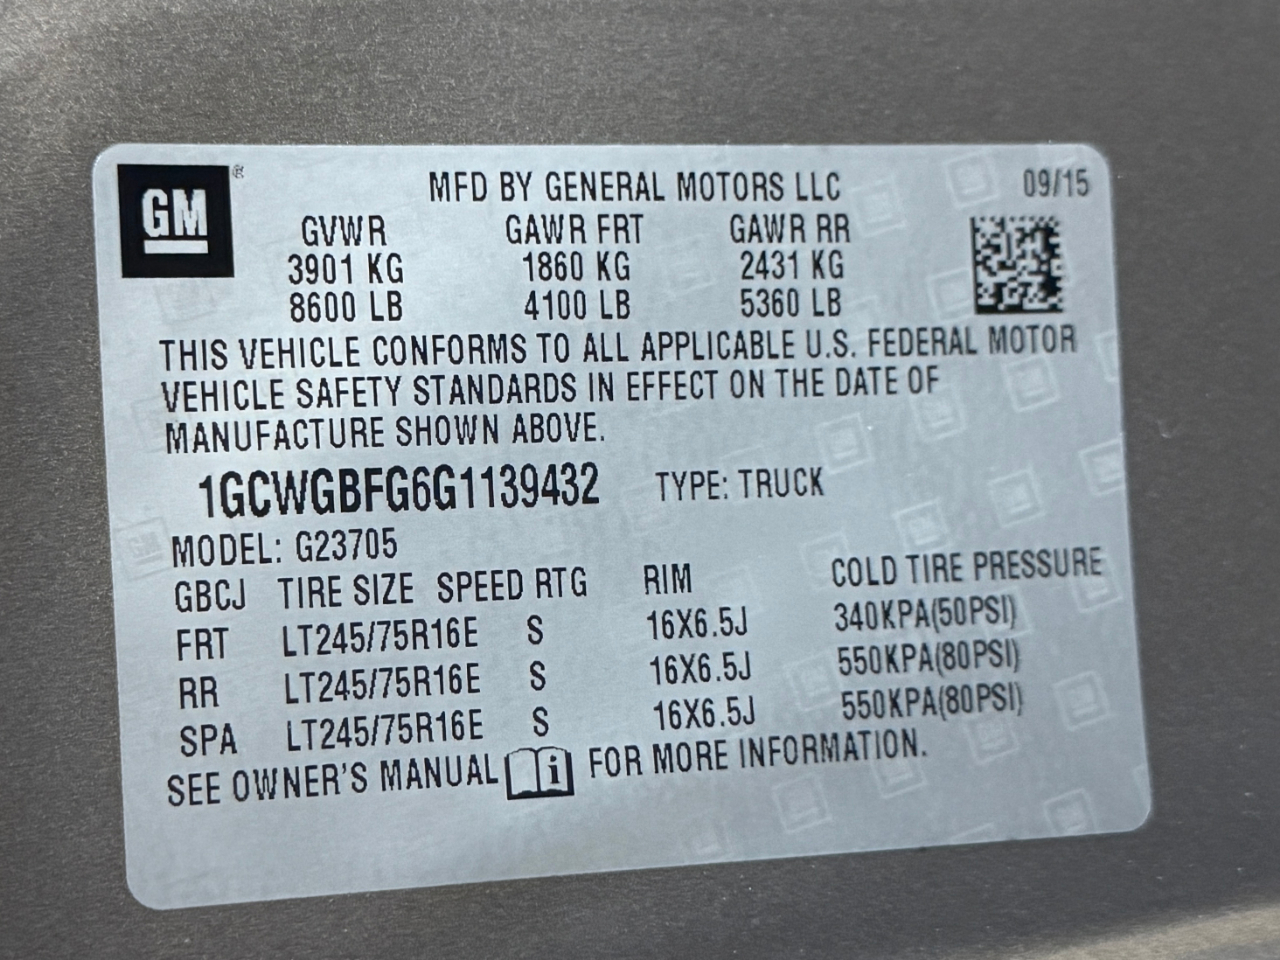 GM ®
MFD BY GENERAL MOTORS LLC 09/15
GVWR GAWR FRT GAWR RR
3901 KG 1860 KG 2431 KG
8600 LB 4100 LB 5360 LB
THIS VEHICLE CONFORMS TO ALL APPLICABLE U.S. FEDERAL MOTOR
VEHICLE SAFETY STANDARDS IN EFFECT ON THE DATE OF
MANUFACTURE SHOWN ABOVE.
1GCWGBFG6G1139432 TYPE: TRUCK
MODEL: G23705
GBCJ TIRE SIZE SPEED RTG RIM COLD TIRE PRESSURE
FRT LT245/75R16E S 16X6.5J 340KPA(50PSI)
RR LT245/75R16E S 16X6.5J 550KPA(80PSI)
SPA LT245/75R16E S 16X6.5J 550KPA(80PSI)
SEE OWNER'S MANUAL i FOR MORE INFORMATION.